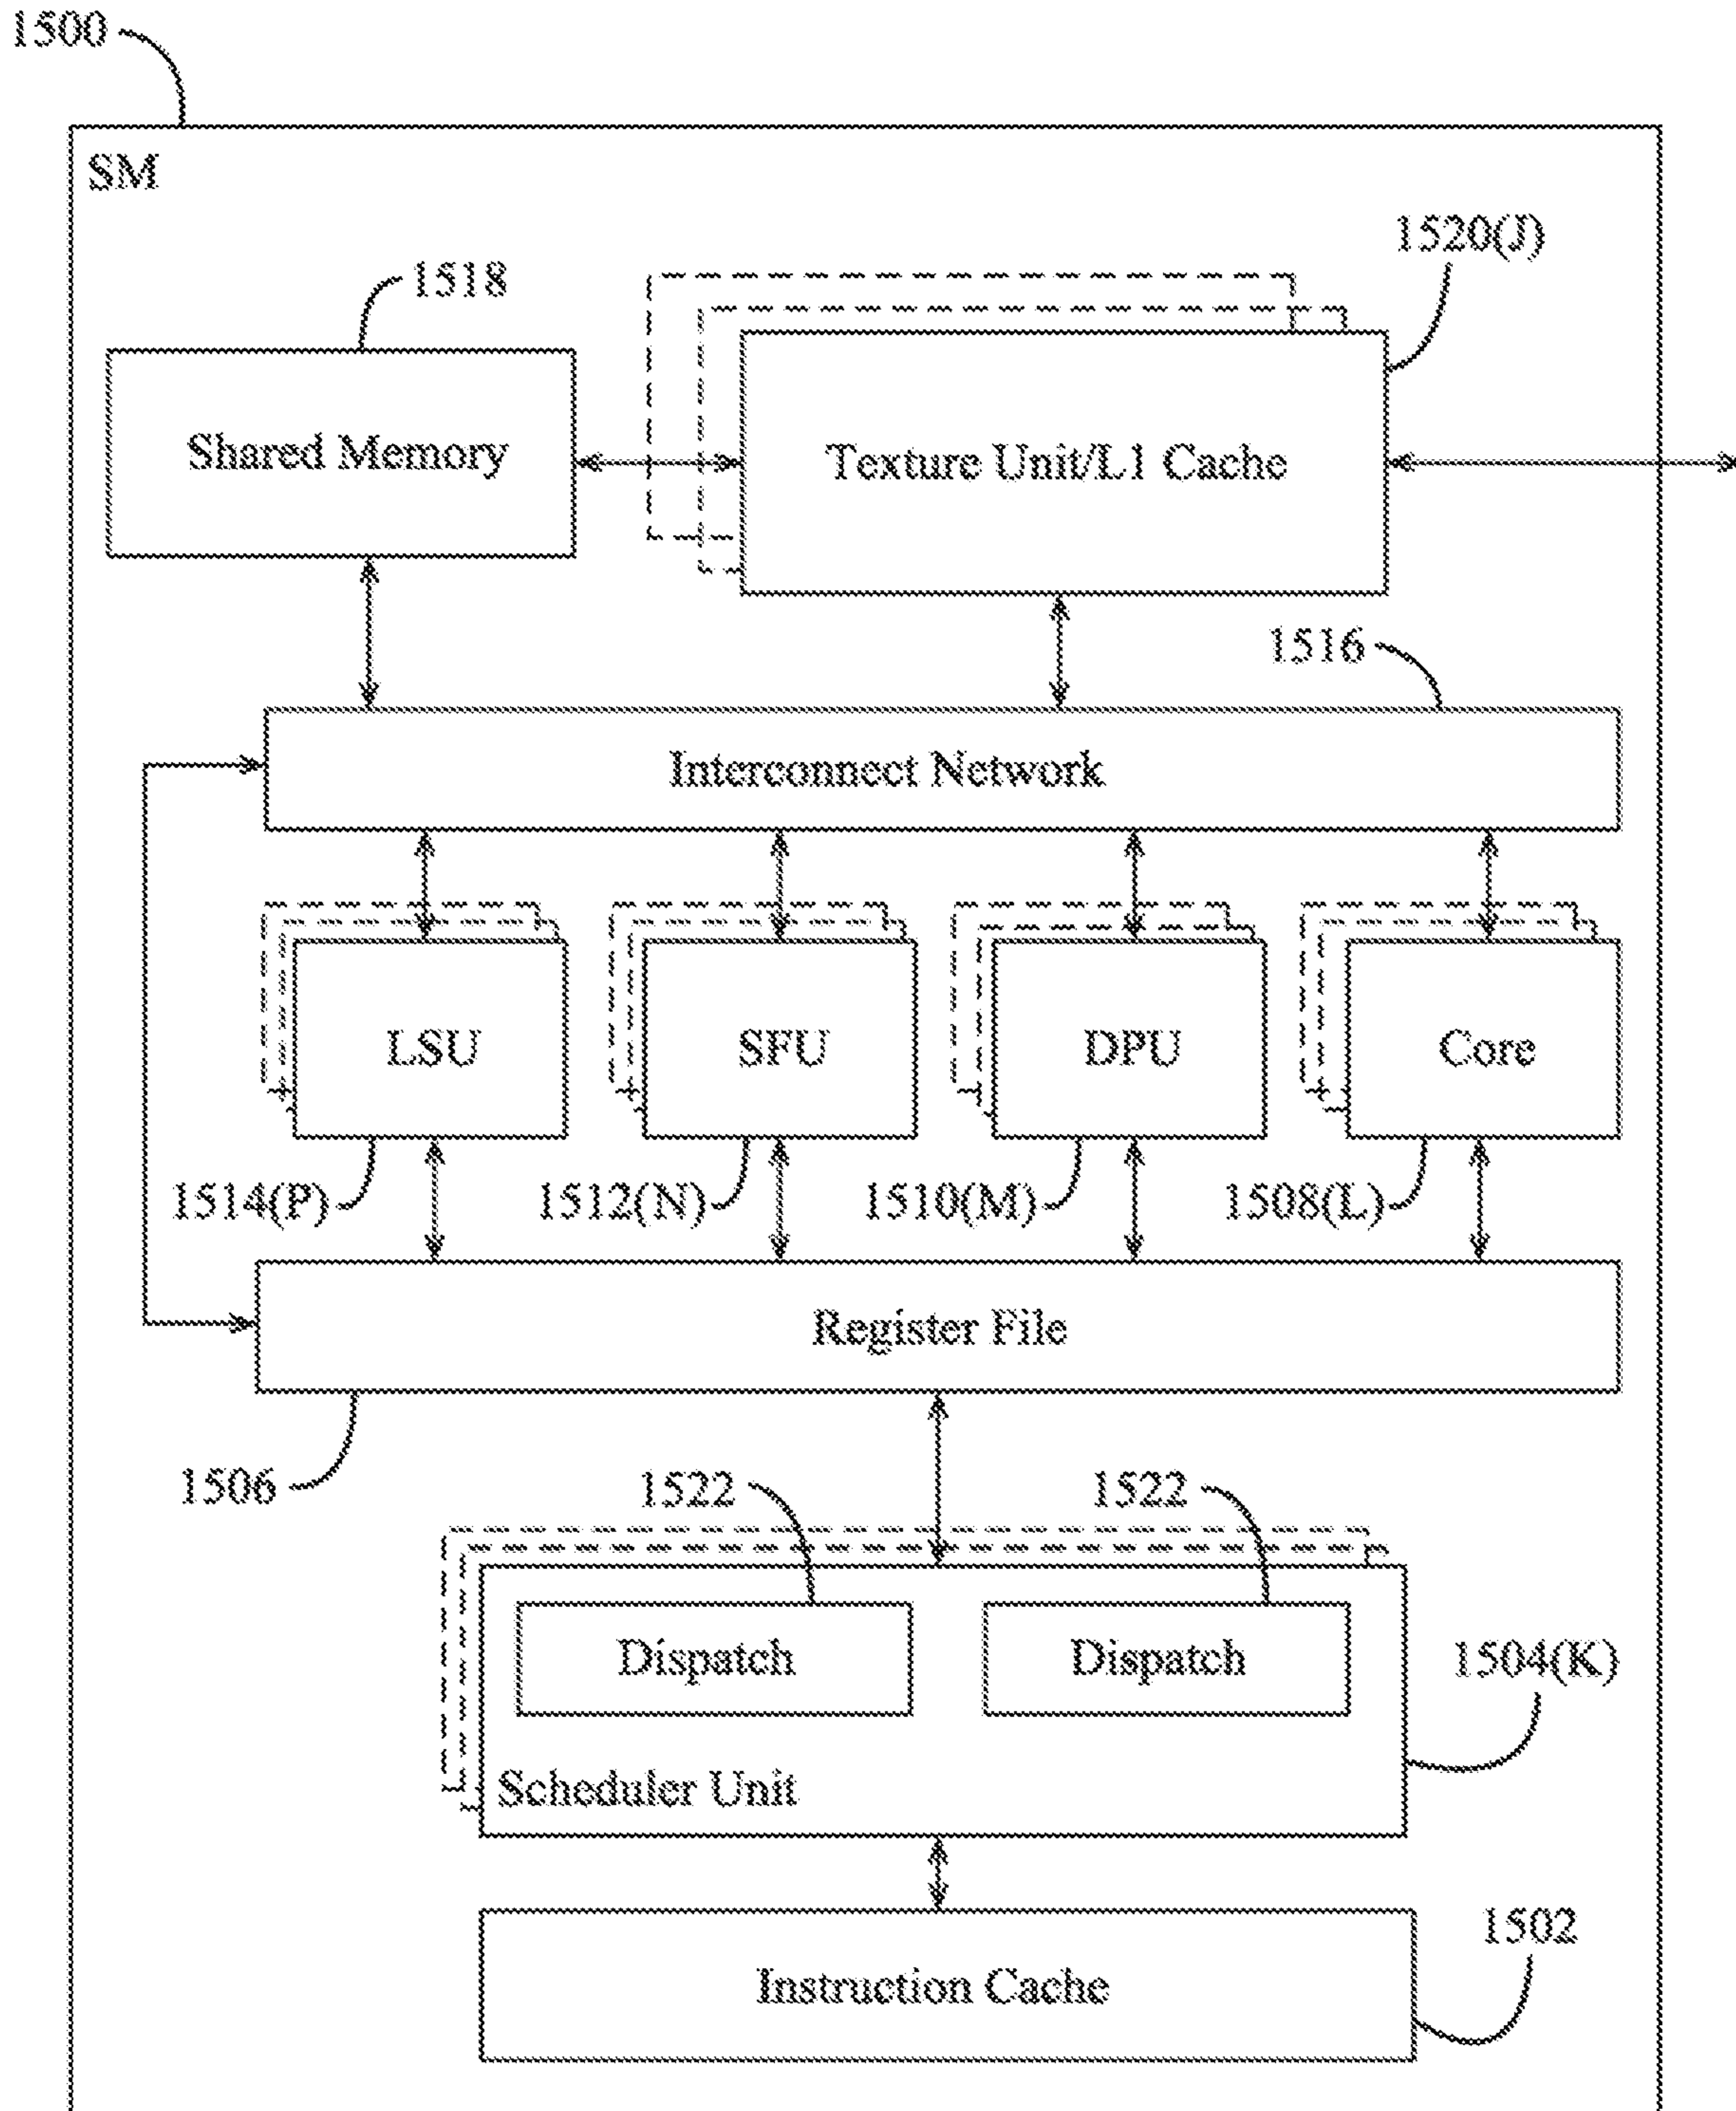 1500
SM
1520(J)
1518
Shared Memory
Texture Unit/L1 Cache
1516
Interconnect Network
LSU
SFU
DPU
Core
1514(P)
1512(N)
1510(M)
1508(L)
Register File
1506
1522
1522
Dispatch
Dispatch
1504(K)
Scheduler Unit
1502
Instruction Cache